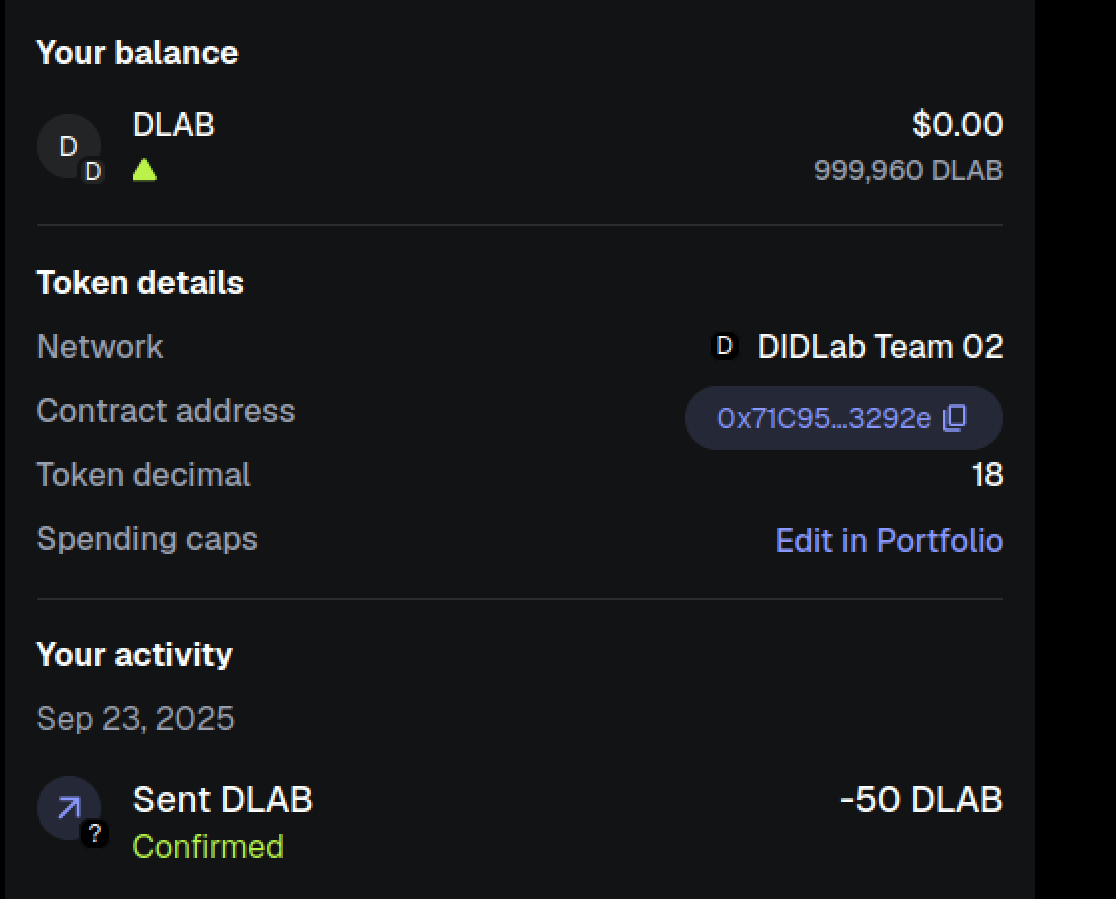 Your balance
D DLAB $0.00
D 999,960 DLAB
Token details
Network D DIDLab Team 02
Contract address 0x71C95...3292e
Token decimal 18
Spending caps Edit in Portfolio
Your activity
Sep 23, 2025
Sent DLAB -50 DLAB
? Confirmed